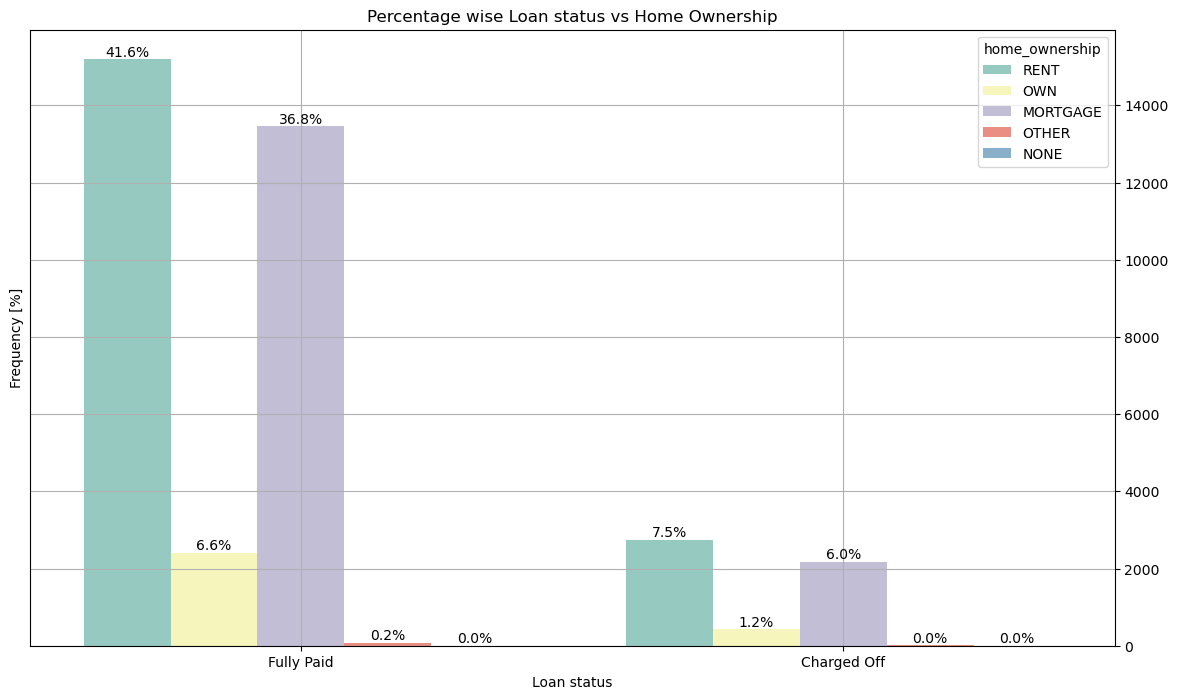 Percentage wise Loan status vs Home Ownership
home_ownership
RENT
OWN
MORTGAGE
OTHER
NONE
41.6%
6.6%
36.8%
0.2%
0.0%
7.5%
1.2%
6.0%
0.0%
0.0%
14000
12000
10000
8000
6000
4000
2000
0
Frequency [%]
Fully Paid
Charged Off
Loan status